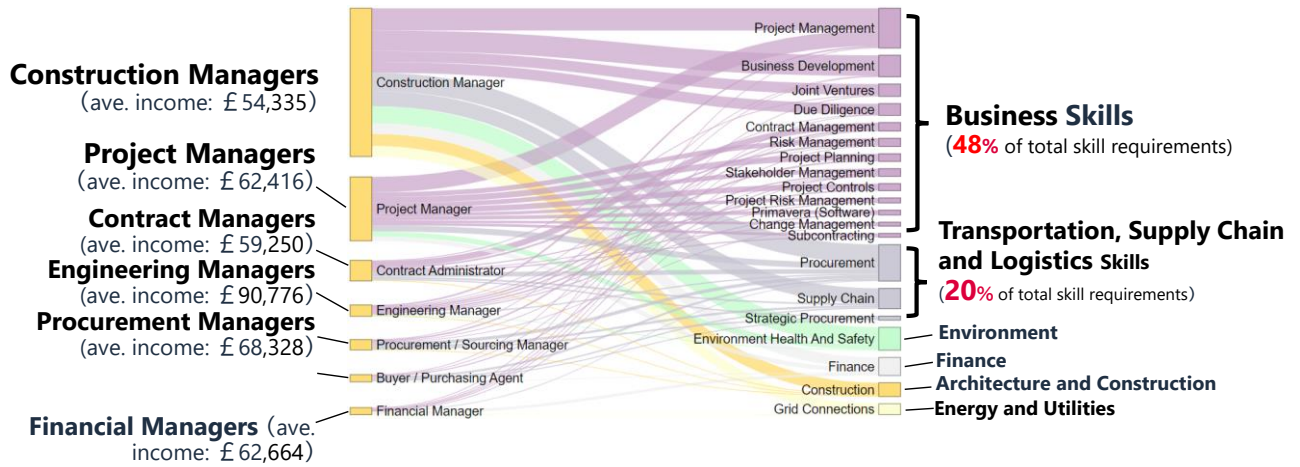 Construction Managers
(ave. income: £54,335)
Project Managers
(ave. income: £62,416)
Contract Managers
(ave. income: £59,250)
Engineering Managers
(ave. income: £90,776)
Procurement Managers
(ave. income: £68,328)
Financial Managers (ave.
income: £62,664)
Construction Manager
Project Manager
Contract Administrator
Engineering Manager
Procurement / Sourcing Manager
Buyer / Purchasing Agent
Financial Manager
Project Management
Business Development
Joint Ventures
Due Diligence
Contract Management
Risk Management
Project Planning
Stakeholder Management
Project Controls
Project Risk Management
Primavera (Software)
Change Management
Subcontracting
Procurement
Supply Chain
Strategic Procurement
Environment Health And Safety
Finance
Construction
Grid Connections
Business Skills
(48% of total skill requirements)
Transportation, Supply Chain
and Logistics Skills
(20% of total skill requirements)
Environment
Finance
Architecture and Construction
Energy and Utilities